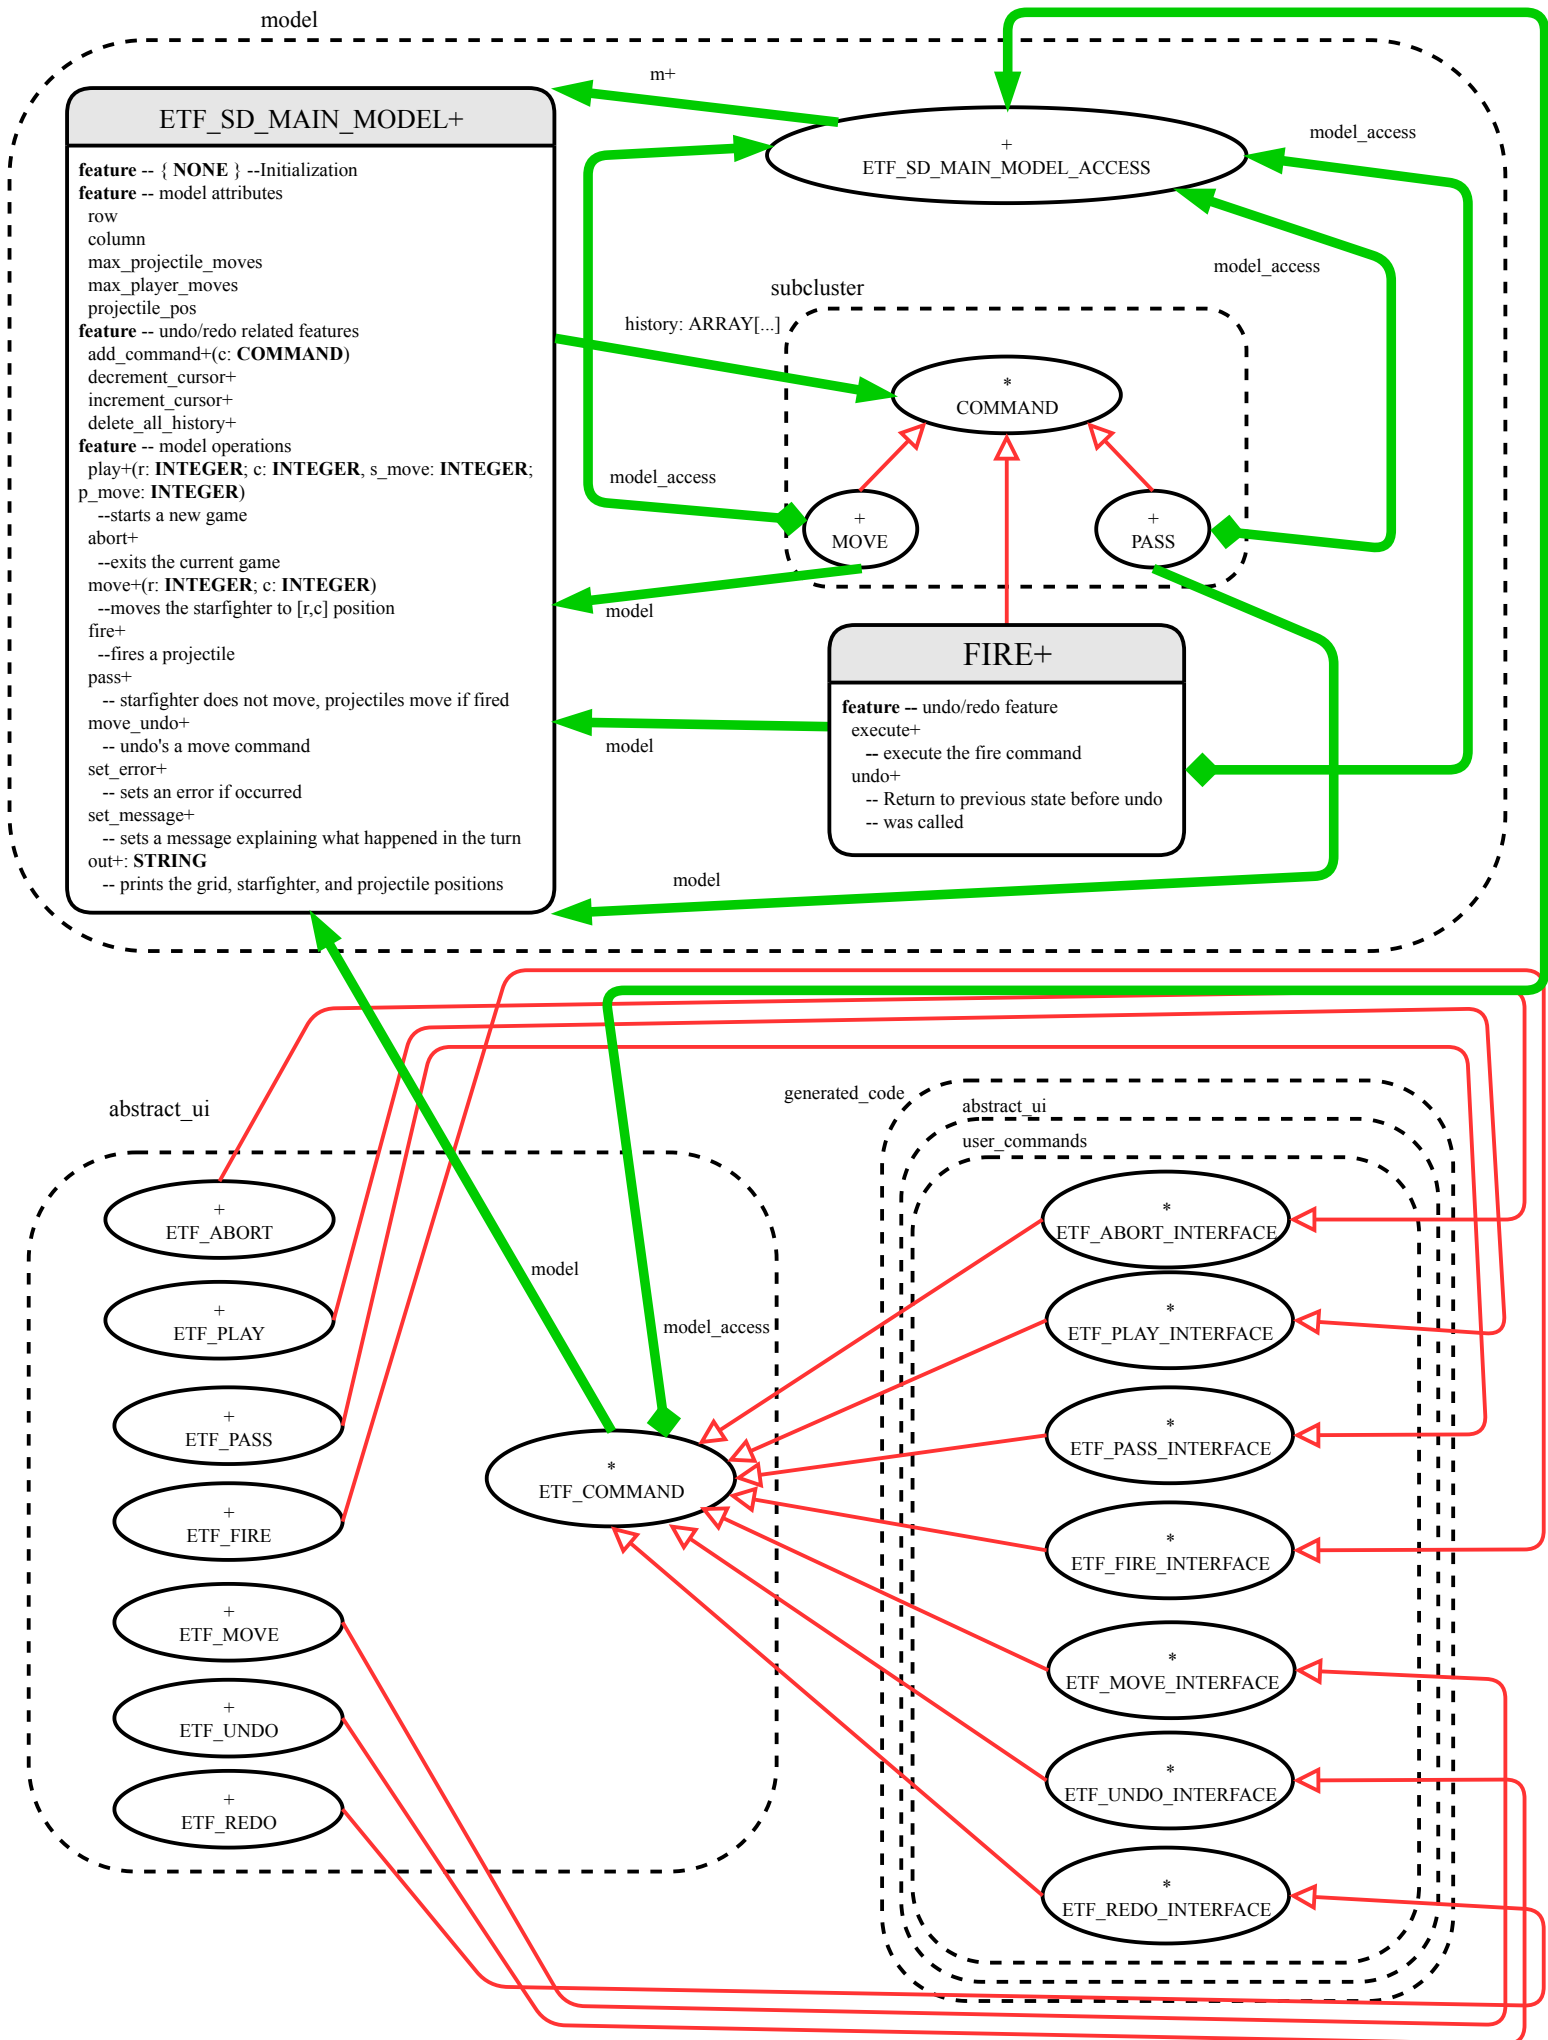 model
ETF_SD_MAIN_MODEL+
feature -- { NONE } --Initialization
feature -- model attributes
row
column
max_projectile_moves
max_player_moves
projectile_pos
feature -- undo/redo related features
add_command+(c: COMMAND)
decrement_cursor+
increment_cursor+
delete_all_history+
feature -- model operations
play+(r: INTEGER; c: INTEGER, s_move: INTEGER;
p_move: INTEGER)
--starts a new game
abort+
--exits the current game
move+(r: INTEGER; c: INTEGER)
--moves the starfighter to [r,c] position
fire+
--fires a projectile
pass+
-- starfighter does not move, projectiles move if fired
move_undo+
-- undo's a move command
set_error+
-- sets an error if occurred
set_message+
-- sets a message explaining what happened in the turn
out+: STRING
-- prints the grid, starfighter, and projectile positions
m+
+
ETF_SD_MAIN_MODEL_ACCESS
model_access
model_access
subcluster
history: ARRAY[...]
*
COMMAND
model_access
+
MOVE
+
PASS
model
FIRE+
feature -- undo/redo feature
execute+
-- execute the fire command
undo+
-- Return to previous state before undo
-- was called
model
model
abstract_ui
+
ETF_ABORT
+
ETF_PLAY
+
ETF_PASS
+
ETF_FIRE
+
ETF_MOVE
+
ETF_UNDO
+
ETF_REDO
model
model_access
*
ETF_COMMAND
generated_code
abstract_ui
user_commands
*
ETF_ABORT_INTERFACE
*
ETF_PLAY_INTERFACE
*
ETF_PASS_INTERFACE
*
ETF_FIRE_INTERFACE
*
ETF_MOVE_INTERFACE
*
ETF_UNDO_INTERFACE
*
ETF_REDO_INTERFACE